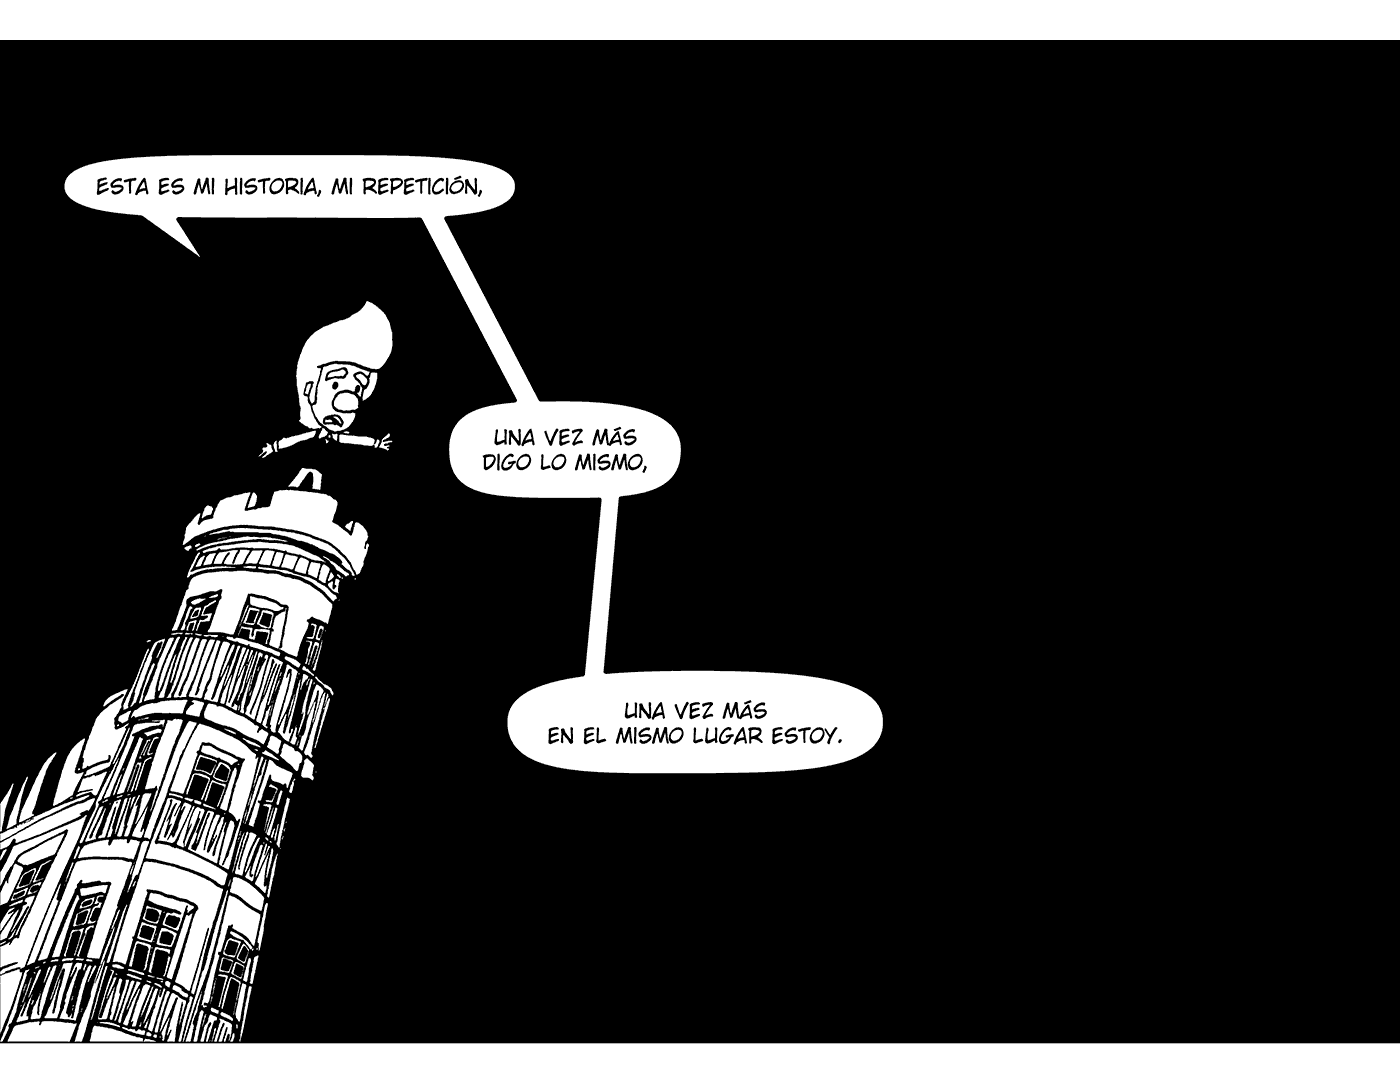 ESTA ES MI HISTORIA, MI REPETICIÓN,
UNA VEZ MÁS
DIGO LO MISMO,
UNA VEZ MÁS
EN EL MISMO LUGAR ESTOY.